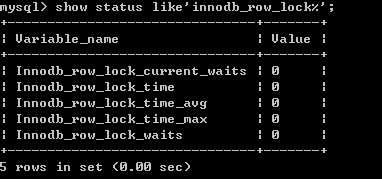 mysql> show status like'innodb_row_lock%';
+-------------------------------+-------+
| Variable_name                 | Value |
+-------------------------------+-------+
| Innodb_row_lock_current_waits | 0     |
| Innodb_row_lock_time          | 0     |
| Innodb_row_lock_time_avg      | 0     |
| Innodb_row_lock_time_max      | 0     |
| Innodb_row_lock_waits         | 0     |
+-------------------------------+-------+
5 rows in set (0.00 sec)